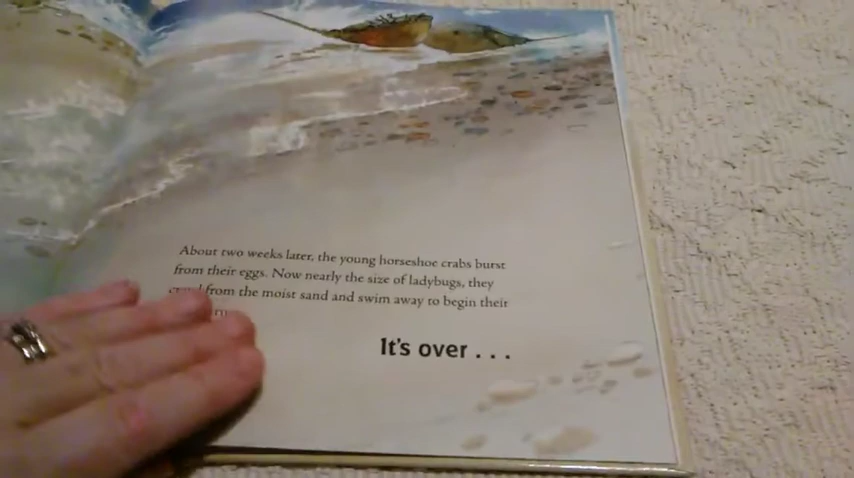 About two weeks later, the young horseshoe crabs burst
from their eggs. Now nearly the size of ladybugs, they
crawl from the moist sand and swim away to begin their
It's over . . .